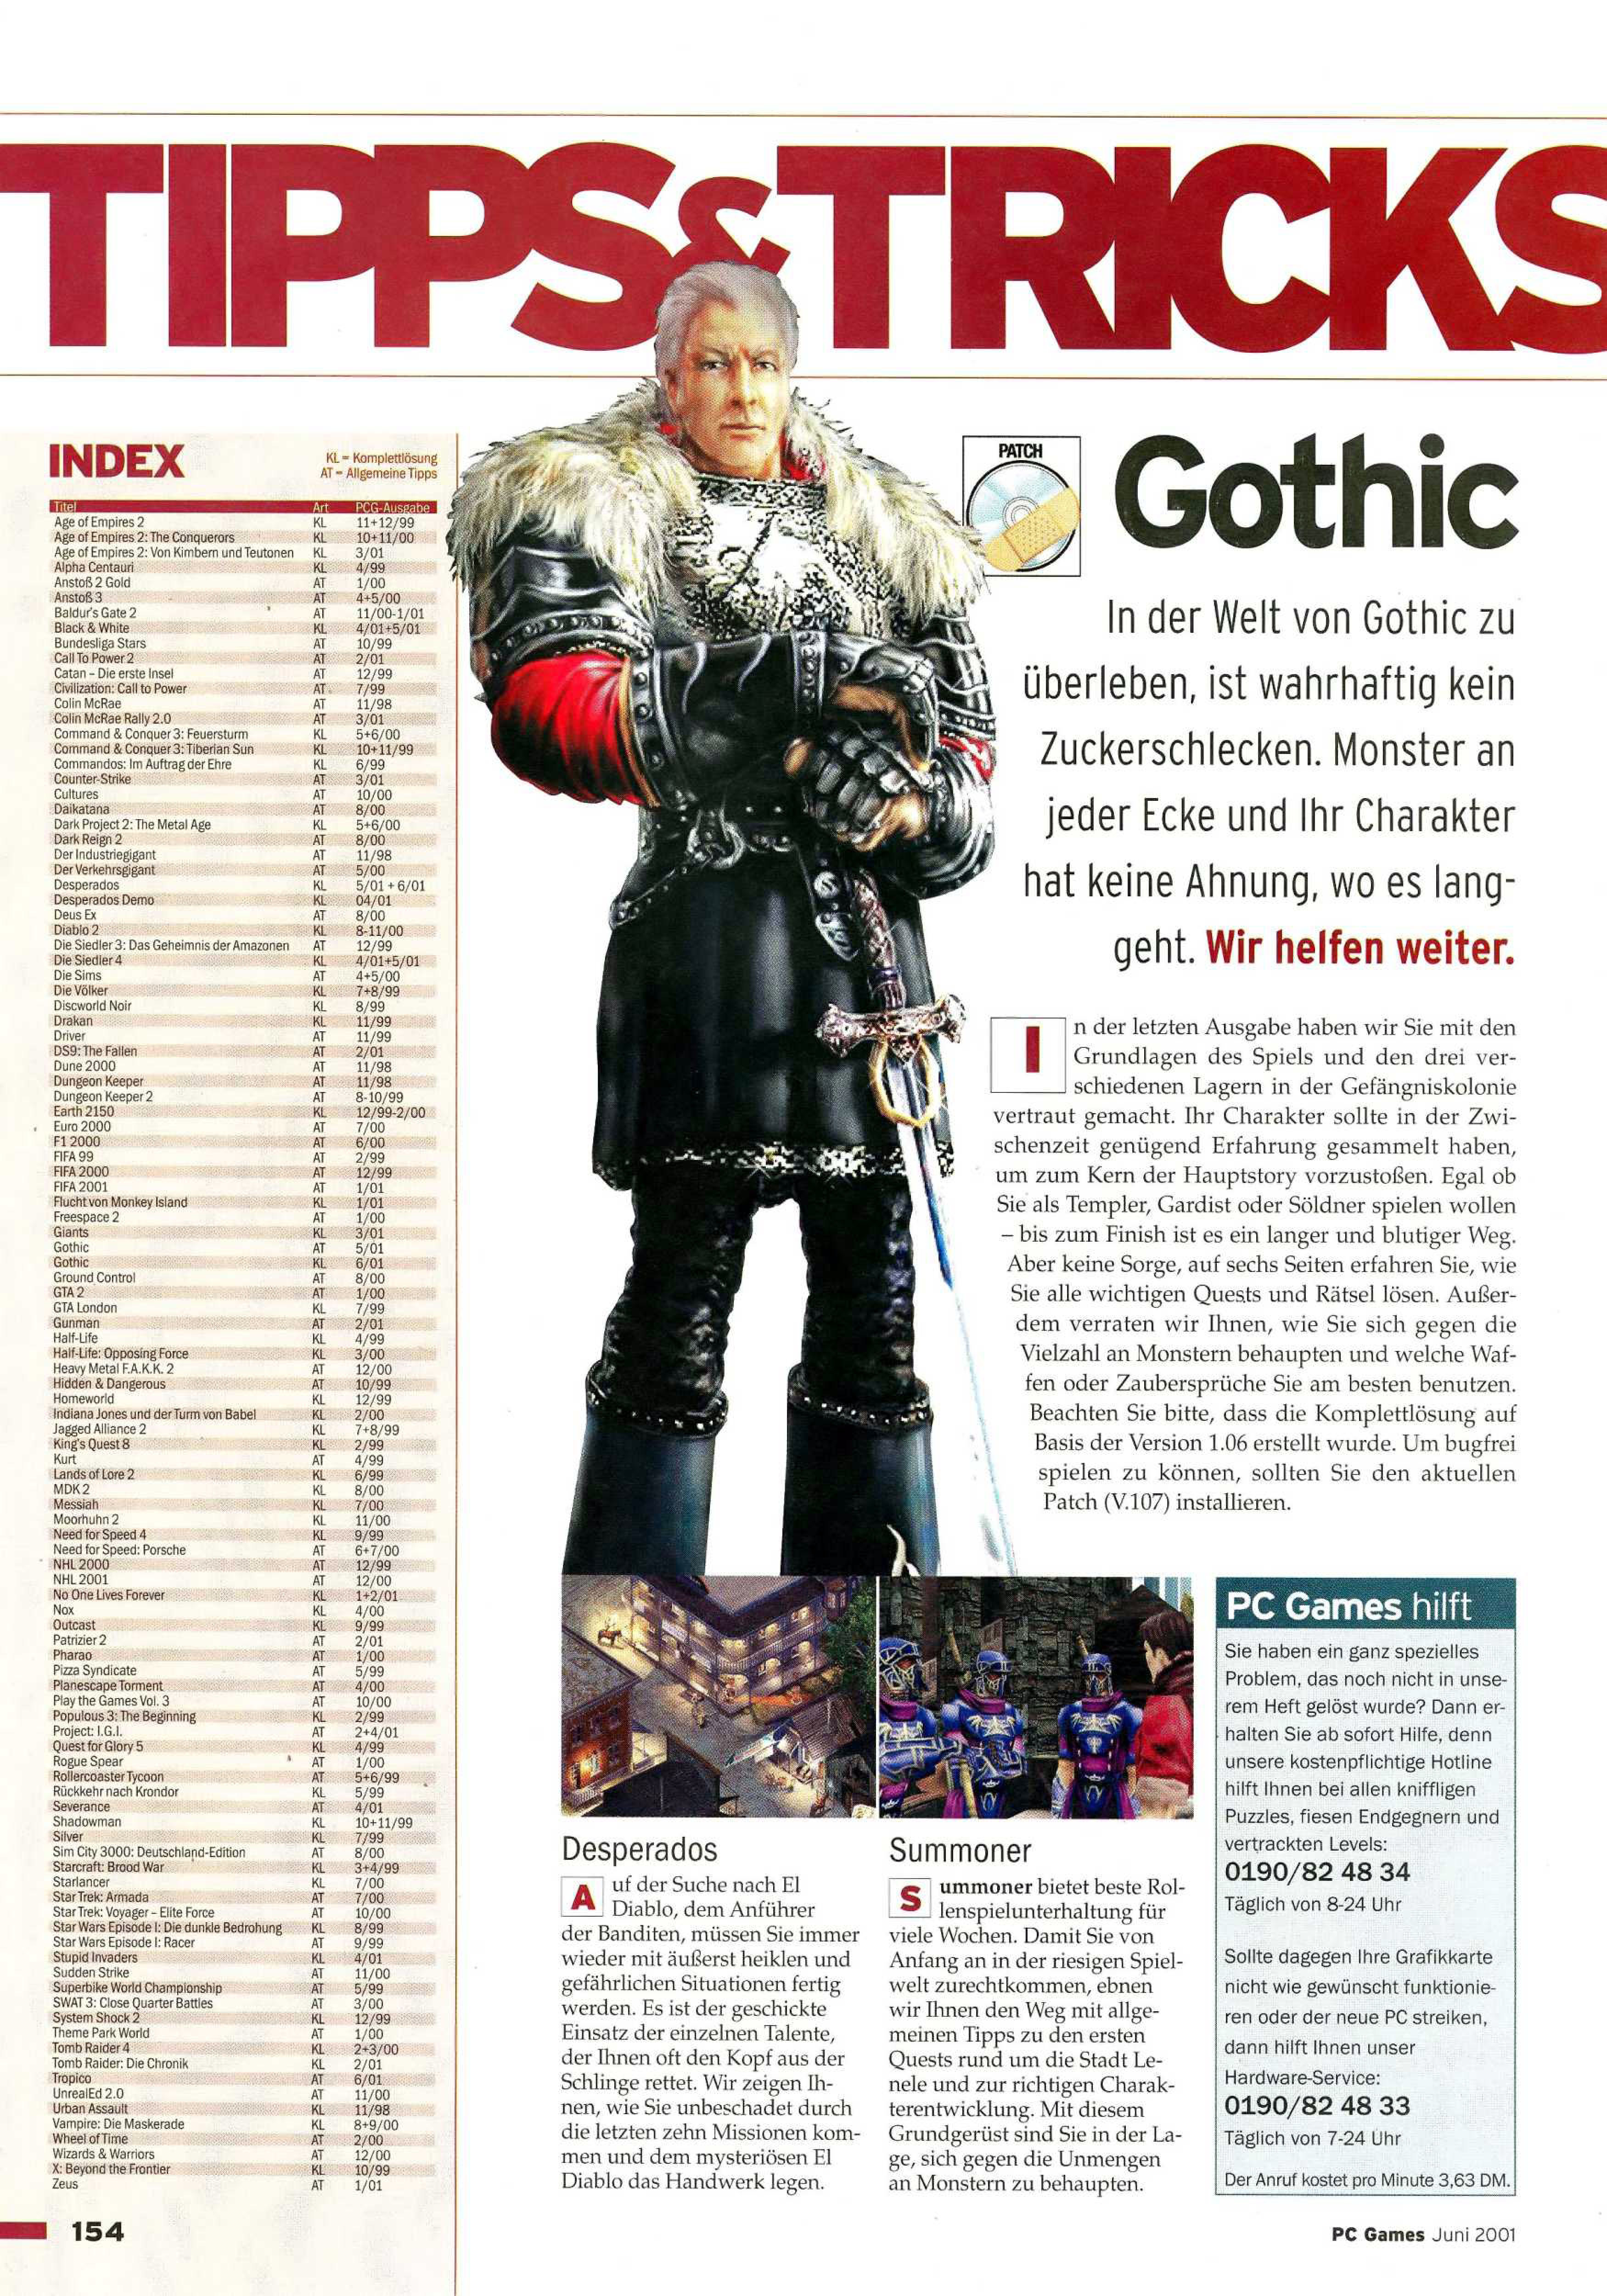 TIPPS&TRICKS
INDEX
KL = Komplettlösung
AT = Allgemeine Tipps
Titel Art PCG-Ausgabe
Age of Empires 2 KL 11+12/99
Age of Empires 2: The Conquerors KL 10+11/00
Age of Empires 2: Von Kimbern und Teutonen KL 3/01
Alpha Centauri KL 4/99
Anstoß 2 Gold AT 1/00
Anstoß 3 AT 4+5/00
Baldur's Gate 2 AT 11/00-1/01
Black & White KL 4/01+5/01
Bundesliga Stars AT 10/99
Call To Power 2 AT 2/01
Catan – Die erste Insel AT 12/99
Civilization: Call to Power AT 7/99
Colin McRae AT 11/98
Colin McRae Rally 2.0 AT 3/01
Command & Conquer 3: Feuersturm KL 5+6/00
Command & Conquer 3: Tiberian Sun KL 10+11/99
Commandos: Im Auftrag der Ehre KL 6/99
Counter-Strike AT 3/01
Cultures AT 10/00
Daikatana AT 8/00
Dark Project 2: The Metal Age KL 5+6/00
Dark Reign 2 AT 8/00
Der Industriegigant AT 11/98
Der Verkehrsgigant AT 5/00
Desperados KL 5/01 + 6/01
Desperados Demo KL 04/01
Deus Ex AT 8/00
Diablo 2 KL 8-11/00
Die Siedler 3: Das Geheimnis der Amazonen AT 12/99
Die Siedler 4 KL 4/01+5/01
Die Sims AT 4+5/00
Die Völker KL 7+8/99
Discworld Noir KL 8/99
Drakan KL 11/99
Driver AT 11/99
DS9: The Fallen AT 2/01
Dune 2000 AT 11/98
Dungeon Keeper AT 11/98
Dungeon Keeper 2 AT 8-10/99
Earth 2150 KL 12/99-2/00
Euro 2000 AT 7/00
F1 2000 AT 6/00
FIFA 99 AT 2/99
FIFA 2000 AT 12/99
FIFA 2001 AT 1/01
Flucht von Monkey Island KL 1/01
Freespace 2 AT 1/00
Giants KL 3/01
Gothic AT 5/01
Gothic KL 6/01
Ground Control AT 8/00
GTA 2 AT 1/00
GTA London KL 7/99
Gunman AT 2/01
Half-Life KL 4/99
Half-Life: Opposing Force KL 3/00
Heavy Metal F.A.K.K. 2 AT 12/00
Hidden & Dangerous AT 10/99
Homeworld KL 12/99
Indiana Jones und der Turm von Babel KL 2/00
Jagged Alliance 2 KL 7+8/99
King's Quest 8 KL 2/99
Kurt AT 4/99
Lands of Lore 2 KL 6/99
MDK 2 KL 8/00
Messiah KL 7/00
Moorhuhn 2 KL 11/00
Need for Speed 4 KL 9/99
Need for Speed: Porsche AT 6+7/00
NHL 2000 AT 12/99
NHL 2001 AT 12/00
No One Lives Forever KL 1+2/01
Nox KL 4/00
Outcast KL 9/99
Patrizier 2 AT 2/01
Pharao AT 1/00
Pizza Syndicate AT 5/99
Planescape Torment AT 4/00
Play the Games Vol. 3 AT 10/00
Populous 3: The Beginning KL 2/99
Project: I.G.I. AT 2+4/01
Quest for Glory 5 KL 4/99
Rogue Spear AT 1/00
Rollercoaster Tycoon AT 5+6/99
Rückkehr nach Krondor KL 5/99
Severance AT 4/01
Shadowman KL 10+11/99
Silver KL 7/99
Sim City 3000: Deutschland-Edition AT 8/00
Starcraft: Brood War KL 3+4/99
Starlancer KL 7/00
Star Trek: Armada AT 7/00
Star Trek: Voyager – Elite Force AT 10/00
Star Wars Episode I: Die dunkle Bedrohung KL 8/99
Star Wars Episode I: Racer AT 9/99
Stupid Invaders KL 4/01
Sudden Strike AT 11/00
Superbike World Championship AT 5/99
SWAT 3: Close Quarter Battles AT 3/00
System Shock 2 KL 12/99
Theme Park World AT 1/00
Tomb Raider 4 KL 2+3/00
Tomb Raider: Die Chronik KL 2/01
Tropico AT 6/01
UnrealEd 2.0 AT 11/00
Urban Assault KL 11/98
Vampire: Die Maskerade KL 8+9/00
Wheel of Time AT 2/00
Wizards & Warriors AT 12/00
X: Beyond the Frontier KL 10/99
Zeus AT 1/01
PATCH
Gothic
In der Welt von Gothic zu
überleben, ist wahrhaftig kein
Zuckerschlecken. Monster an
jeder Ecke und Ihr Charakter
hat keine Ahnung, wo es lang-
geht. Wir helfen weiter.
In der letzten Ausgabe haben wir Sie mit den
Grundlagen des Spiels und den drei ver-
schiedenen Lagern in der Gefängniskolonie
vertraut gemacht. Ihr Charakter sollte in der Zwi-
schenzeit genügend Erfahrung gesammelt haben,
um zum Kern der Hauptstory vorzustoßen. Egal ob
Sie als Templer, Gardist oder Söldner spielen wollen
– bis zum Finish ist es ein langer und blutiger Weg.
Aber keine Sorge, auf sechs Seiten erfahren Sie, wie
Sie alle wichtigen Quests und Rätsel lösen. Außer-
dem verraten wir Ihnen, wie Sie sich gegen die
Vielzahl an Monstern behaupten und welche Waf-
fen oder Zaubersprüche Sie am besten benutzen.
Beachten Sie bitte, dass die Komplettlösung auf
Basis der Version 1.06 erstellt wurde. Um bugfrei
spielen zu können, sollten Sie den aktuellen
Patch (V.107) installieren.
Desperados
Auf der Suche nach El
Diablo, dem Anführer
der Banditen, müssen Sie immer
wieder mit äußerst heiklen und
gefährlichen Situationen fertig
werden. Es ist der geschickte
Einsatz der einzelnen Talente,
der Ihnen oft den Kopf aus der
Schlinge rettet. Wir zeigen Ih-
nen, wie Sie unbeschadet durch
die letzten zehn Missionen kom-
men und dem mysteriösen El
Diablo das Handwerk legen.
Summoner
Summoner bietet beste Rol-
lenspielunterhaltung für
viele Wochen. Damit Sie von
Anfang an in der riesigen Spiel-
welt zurechtkommen, ebnen
wir Ihnen den Weg mit allge-
meinen Tipps zu den ersten
Quests rund um die Stadt Le-
nele und zur richtigen Charak-
terentwicklung. Mit diesem
Grundgerüst sind Sie in der La-
ge, sich gegen die Unmengen
an Monstern zu behaupten.
PC Games hilft
Sie haben ein ganz spezielles
Problem, das noch nicht in unse-
rem Heft gelöst wurde? Dann er-
halten Sie ab sofort Hilfe, denn
unsere kostenpflichtige Hotline
hilft Ihnen bei allen kniffligen
Puzzles, fiesen Endgegnern und
vertrackten Levels:
0190/82 48 34
Täglich von 8-24 Uhr
Sollte dagegen Ihre Grafikkarte
nicht wie gewünscht funktionie-
ren oder der neue PC streiken,
dann hilft Ihnen unser
Hardware-Service:
0190/82 48 33
Täglich von 7-24 Uhr
Der Anruf kostet pro Minute 3,63 DM.
154
PC Games Juni 2001